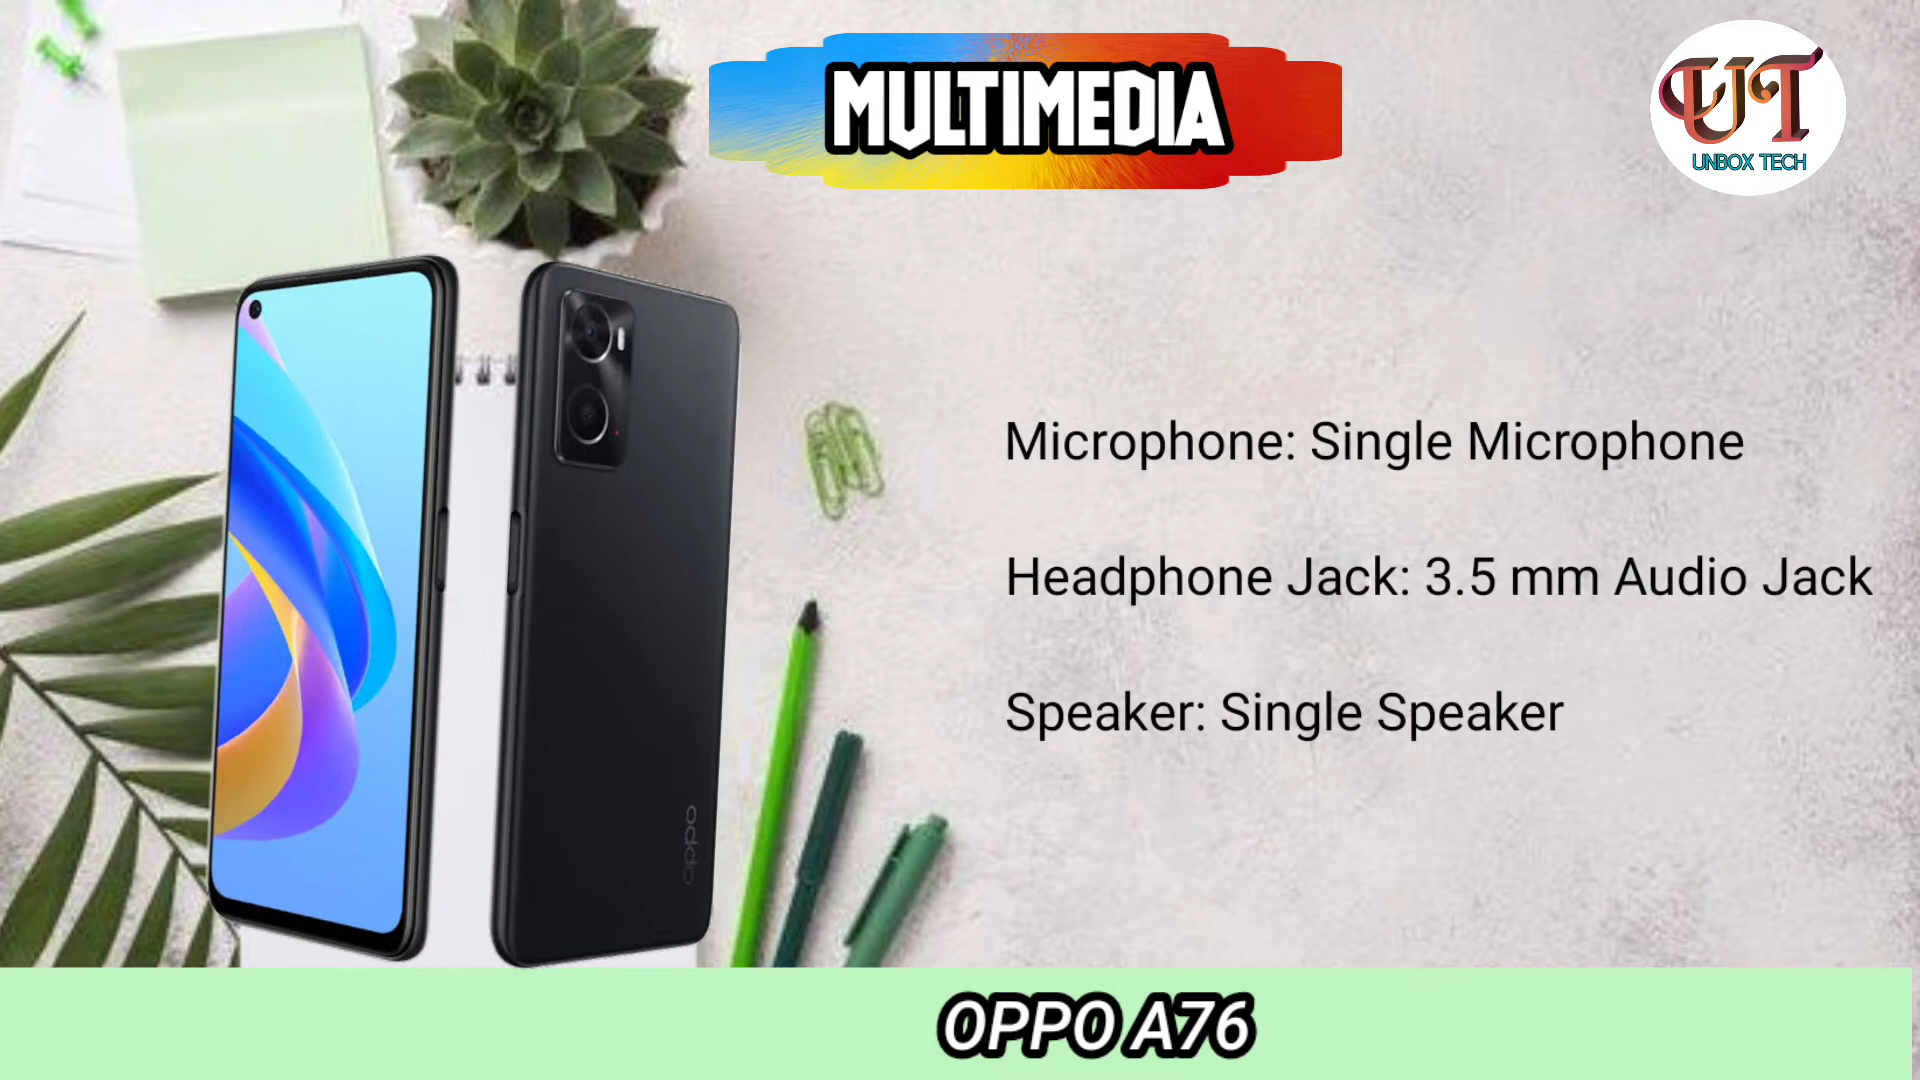 MULTIMEDIA
UT
UNBOX TECH
Microphone: Single Microphone
Headphone Jack: 3.5 mm Audio Jack
Speaker: Single Speaker
oppo
OPPO A76